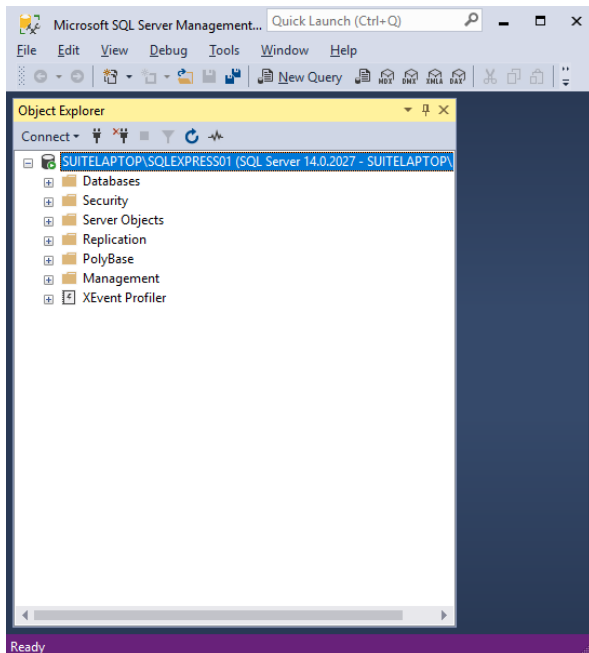 Microsoft SQL Server Management... Quick Launch (Ctrl+Q)
File Edit View Debug Tools Window Help
New Query MDX DMX XMLA DAX
Object Explorer
Connect
SUITELAPTOP\SQLEXPRESS01 (SQL Server 14.0.2027 - SUITELAPTOP\
Databases
Security
Server Objects
Replication
PolyBase
Management
XEvent Profiler
Ready